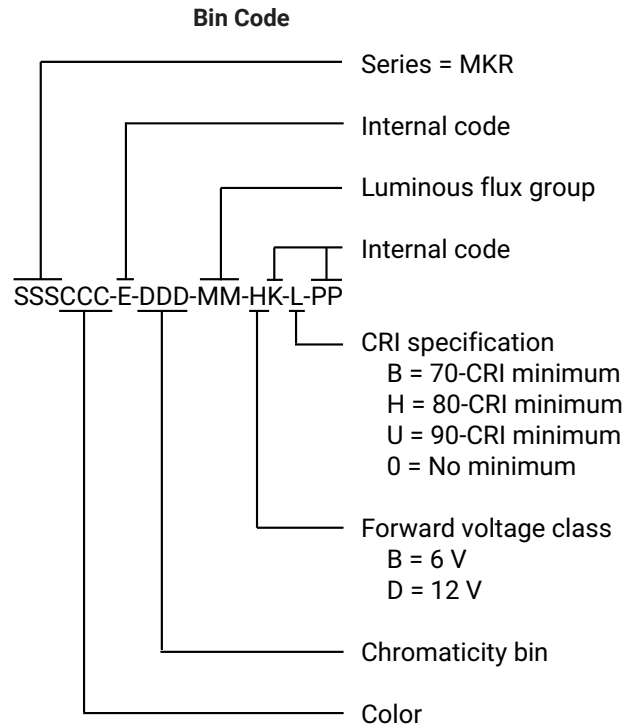 Bin Code
Series = MKR
Internal code
Luminous flux group
Internal code
SSSCCC-E-DDD-MM-HK-L-PP
CRI specification
B = 70-CRI minimum
H = 80-CRI minimum
U = 90-CRI minimum
0 = No minimum
Forward voltage class
B = 6 V
D = 12 V
Chromaticity bin
Color